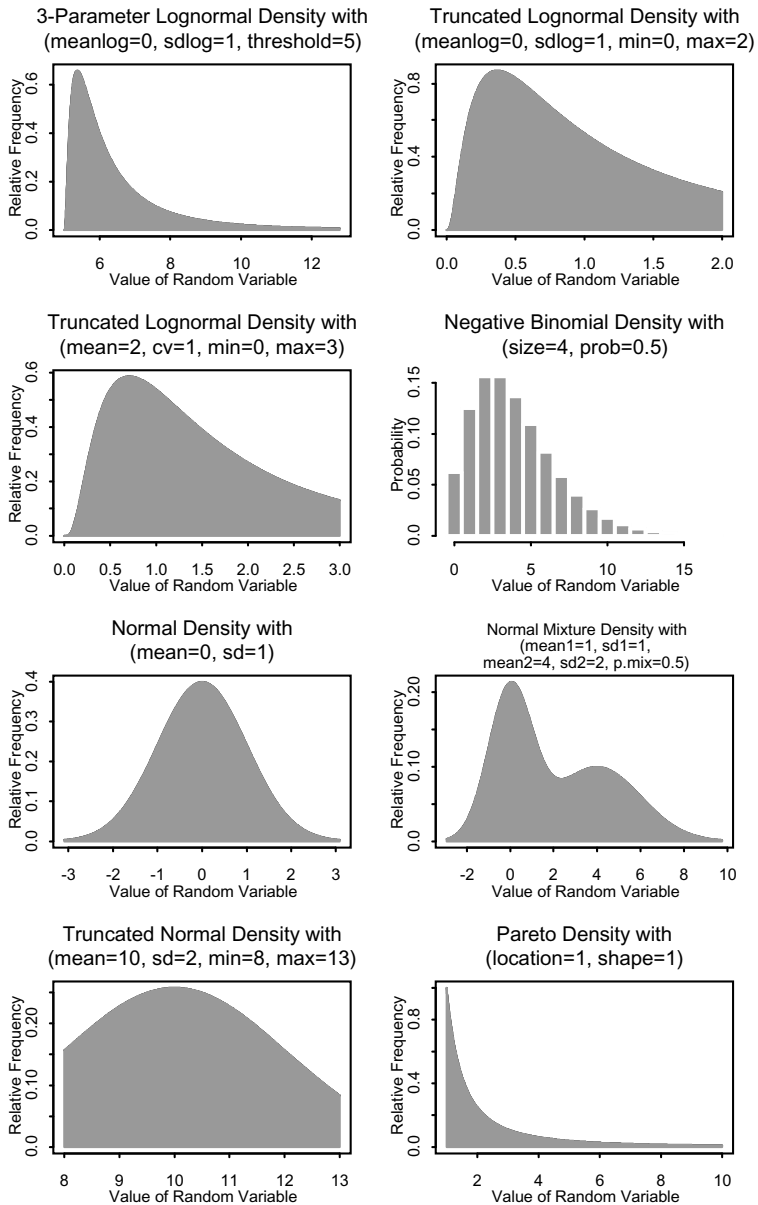 3-Parameter Lognormal Density with
(meanlog=0, sdlog=1, threshold=5)
Relative Frequency
0.0 0.2 0.4 0.6
6 8 10 12
Value of Random Variable
Truncated Lognormal Density with
(meanlog=0, sdlog=1, min=0, max=2)
Relative Frequency
0.0 0.4 0.8
0.0 0.5 1.0 1.5 2.0
Value of Random Variable
Truncated Lognormal Density with
(mean=2, cv=1, min=0, max=3)
Relative Frequency
0.0 0.2 0.4 0.6
0.0 0.5 1.0 1.5 2.0 2.5 3.0
Value of Random Variable
Negative Binomial Density with
(size=4, prob=0.5)
Probability
0.0 0.05 0.10 0.15
0 5 10 15
Value of Random Variable
Normal Density with
(mean=0, sd=1)
Relative Frequency
0.0 0.1 0.2 0.3 0.4
-3 -2 -1 0 1 2 3
Value of Random Variable
Normal Mixture Density with
(mean1=1, sd1=1,
mean2=4, sd2=2, p.mix=0.5)
Relative Frequency
0.0 0.10 0.20
-2 0 2 4 6 8 10
Value of Random Variable
Truncated Normal Density with
(mean=10, sd=2, min=8, max=13)
Relative Frequency
0.0 0.10 0.20
8 9 10 11 12 13
Value of Random Variable
Pareto Density with
(location=1, shape=1)
Relative Frequency
0.0 0.4 0.8
2 4 6 8 10
Value of Random Variable